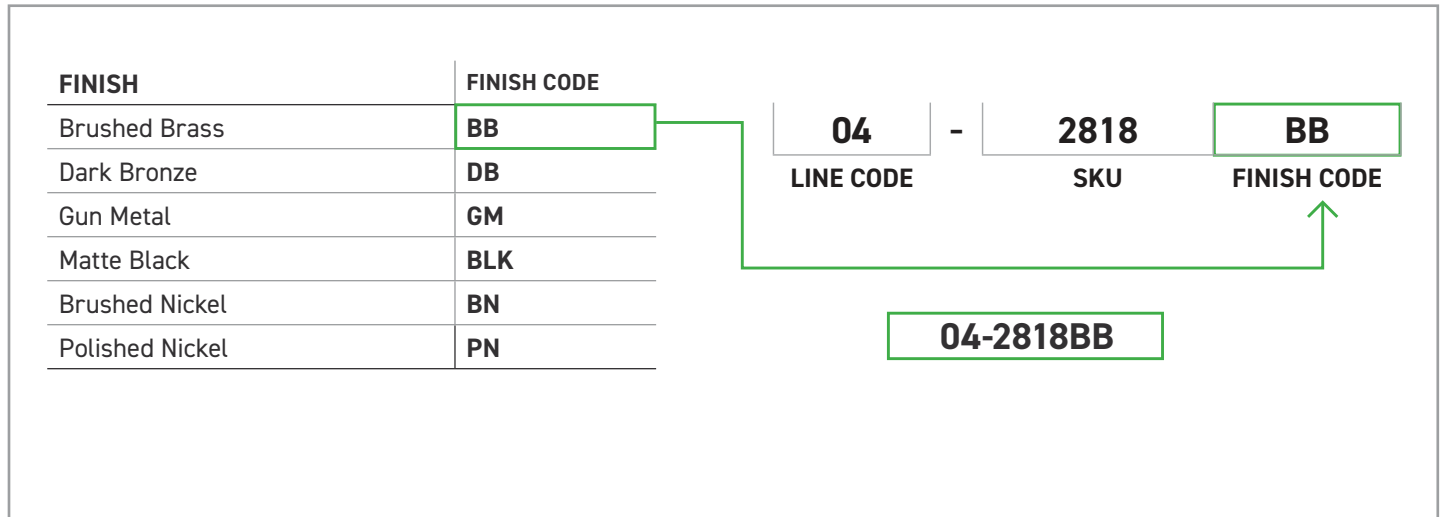 FINISH FINISH CODE
Brushed Brass BB
Dark Bronze DB
Gun Metal GM
Matte Black BLK
Brushed Nickel BN
Polished Nickel PN
04 - 2818 BB
LINE CODE SKU FINISH CODE
04-2818BB